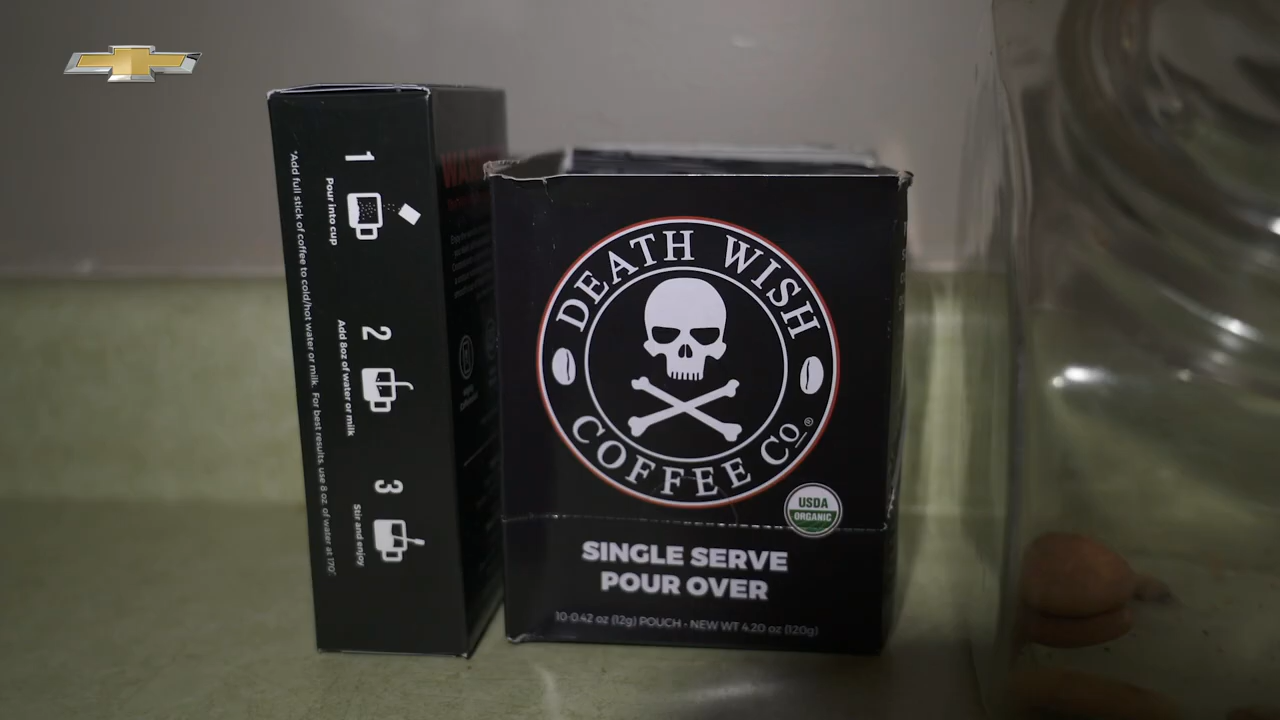 1
Pour into cup
2
Add 8oz of water or milk
3
Stir and enjoy
*Add full stick of coffee to cold/hot water or milk. For best results, use 8 oz. of water at 170°.
DEATH WISH
COFFEE CO®
USDA
ORGANIC
SINGLE SERVE
POUR OVER
10-0.42 oz (12g) POUCH - NEW WT 4.20 oz (120g)